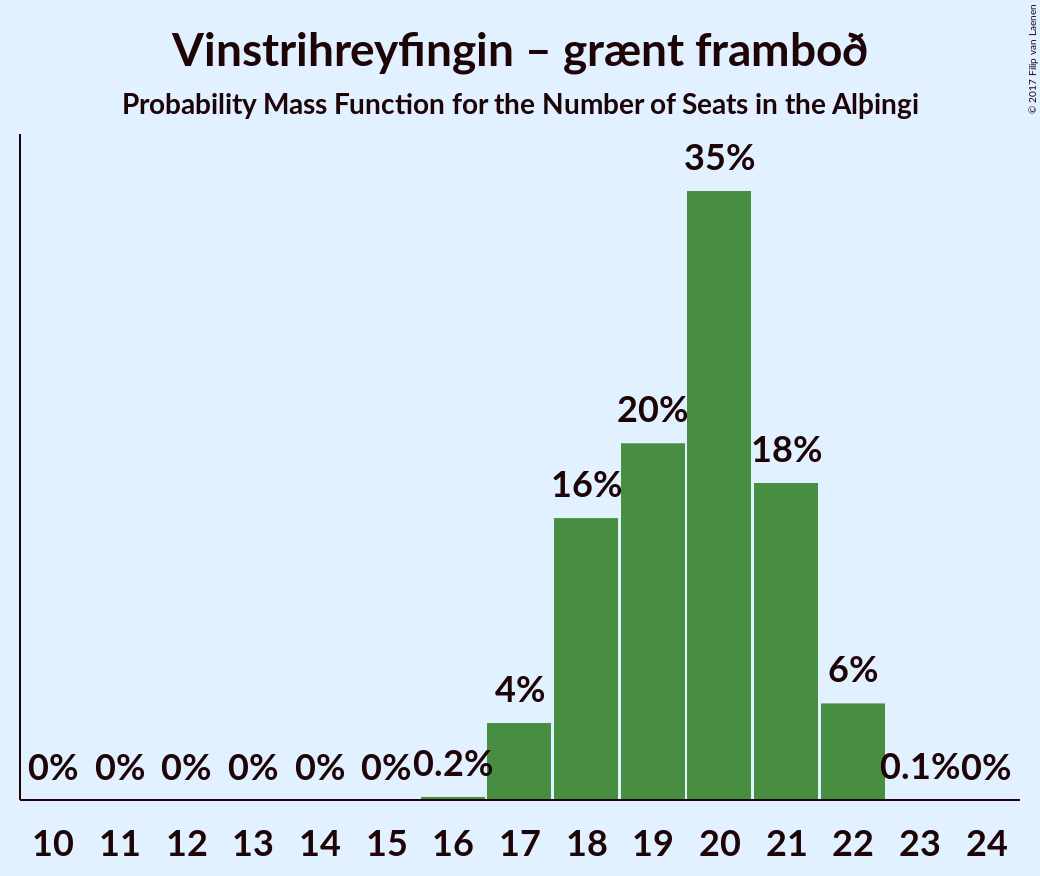 Vinstrihreyfingin – grænt framboð
Probability Mass Function for the Number of Seats in the Alþingi
© 2017 Filip van Laenen
0% 0% 0% 0% 0% 0% 0.2% 4% 16% 20% 35% 18% 6% 0.1% 0%
10 11 12 13 14 15 16 17 18 19 20 21 22 23 24